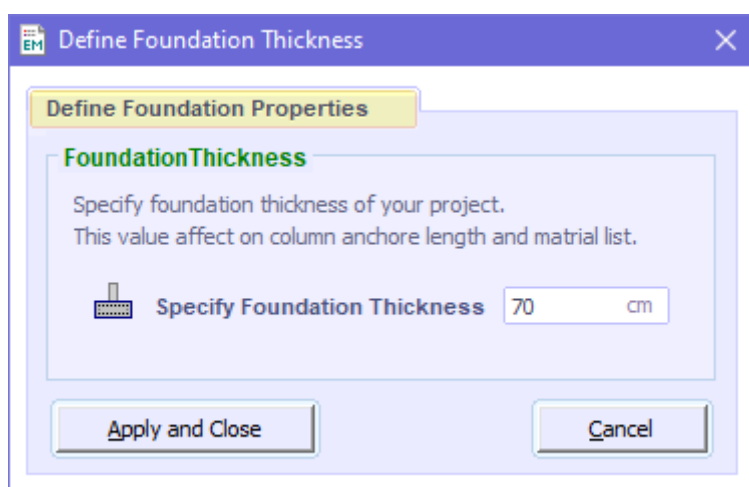 EM Define Foundation Thickness
Define Foundation Properties
FoundationThickness
Specify foundation thickness of your project.
This value affect on column anchore length and matrial list.
Specify Foundation Thickness 70 cm
Apply and Close Cancel